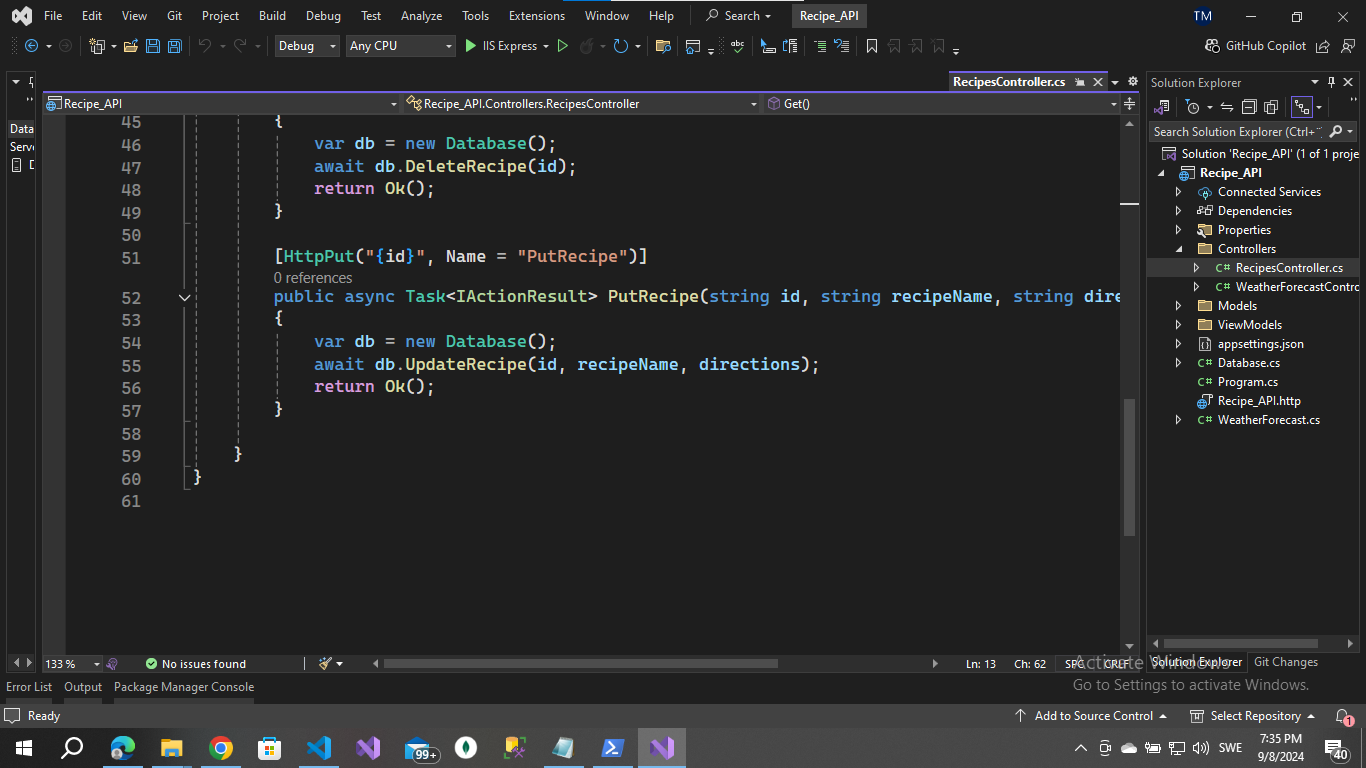 File Edit View Git Project Build Debug Test Analyze Tools Extensions Window Help Search Recipe_API TM
Debug Any CPU IIS Express GitHub Copilot
RecipesController.cs
Recipe_API Recipe_API.Controllers.RecipesController Get()
Data
Serv
45 {
46 var db = new Database();
47 await db.DeleteRecipe(id);
48 return Ok();
49 }
50
51 [HttpPut("{id}", Name = "PutRecipe")]
0 references
52 public async Task<IActionResult> PutRecipe(string id, string recipeName, string dire
53 {
54 var db = new Database();
55 await db.UpdateRecipe(id, recipeName, directions);
56 return Ok();
57 }
58
59 }
60 }
61
133 % No issues found Ln: 13 Ch: 62 SPC CRLF
Solution Explorer
Search Solution Explorer (Ctrl+
Solution 'Recipe_API' (1 of 1 proje
Recipe_API
Connected Services
Dependencies
Properties
Controllers
C# RecipesController.cs
C# WeatherForecastContro
Models
ViewModels
appsettings.json
C# Database.cs
C# Program.cs
Recipe_API.http
C# WeatherForecast.cs
Solution Explorer Git Changes
Activate Windows
Go to Settings to activate Windows.
Error List Output Package Manager Console
Ready Add to Source Control Select Repository 1
99+ SWE 7:35 PM
9/8/2024 40